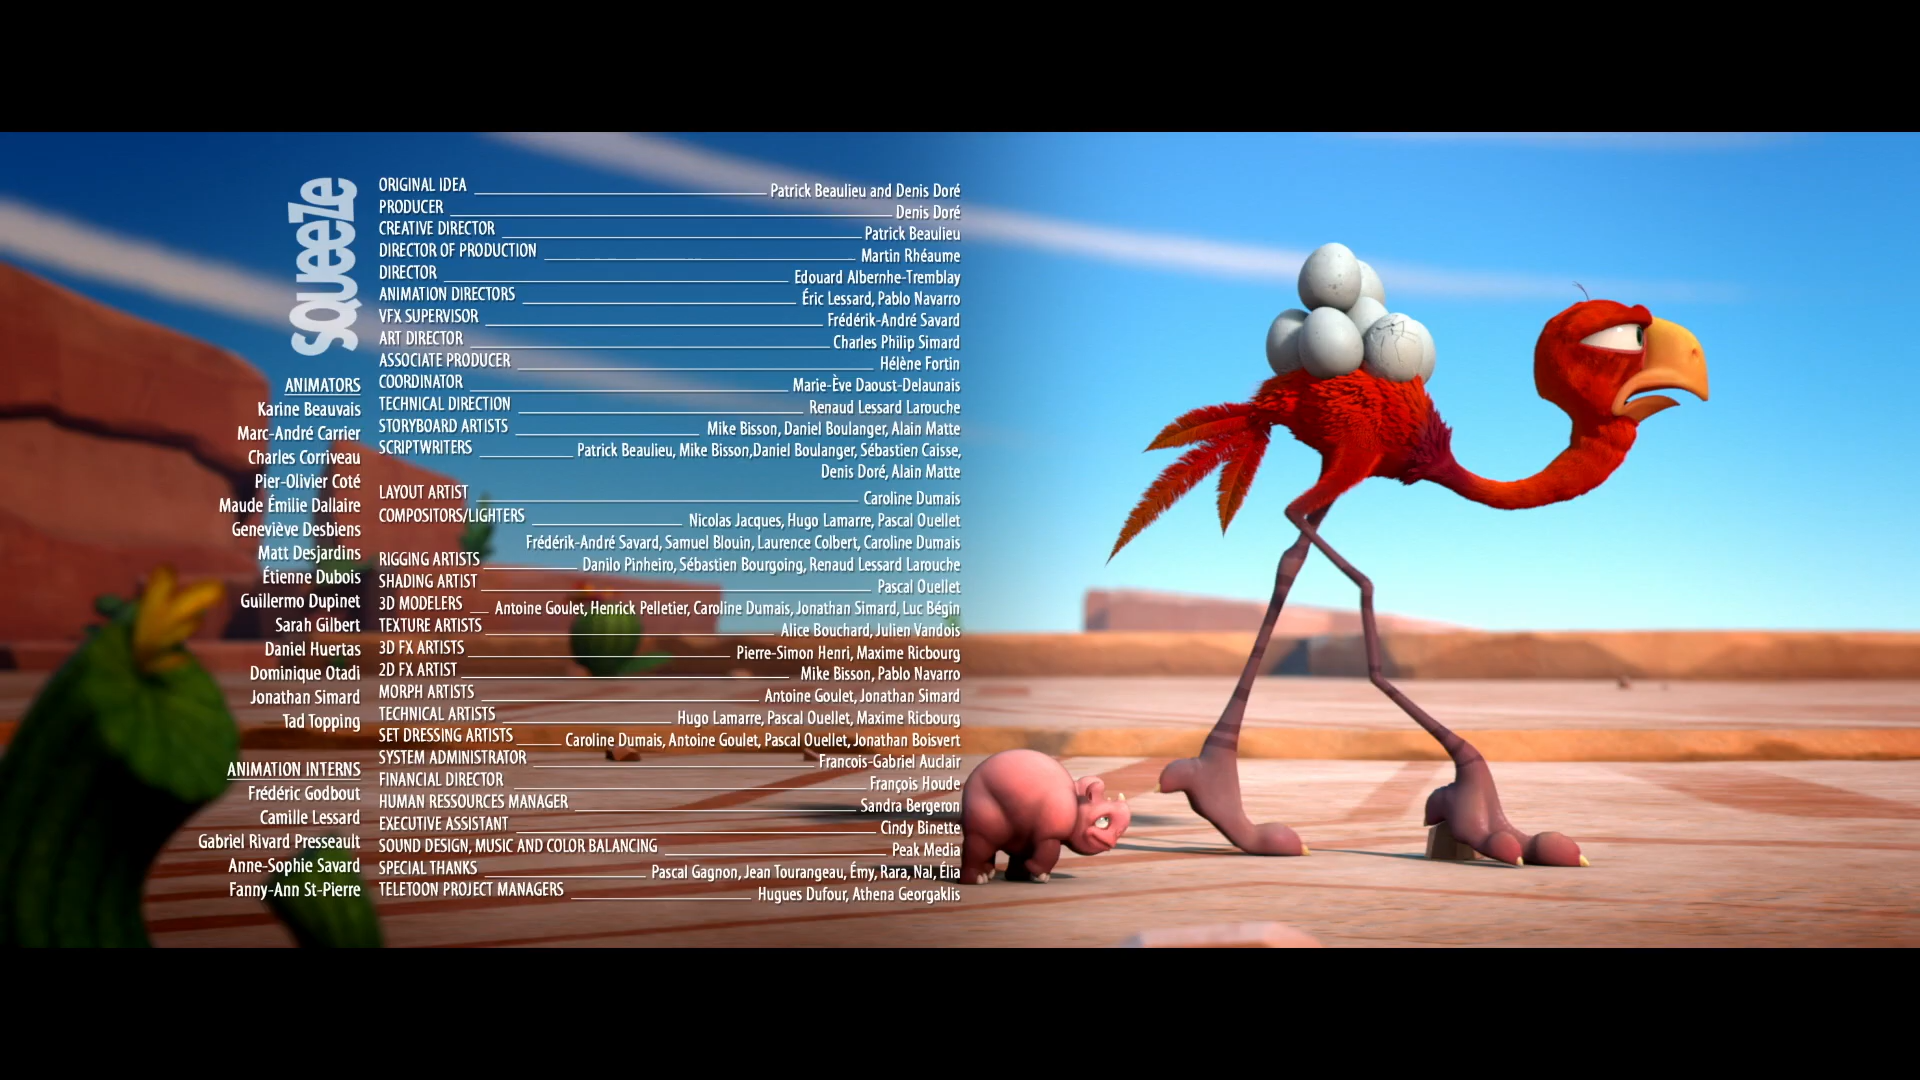 squeeze
ANIMATORS
Karine Beauvais
Marc-André Carrier
Charles Corriveau
Pier-Olivier Coté
Maude Émilie Dallaire
Geneviève Desbiens
Matt Desjardins
Étienne Dubois
Guillermo Dupinet
Sarah Gilbert
Daniel Huertas
Dominique Otadi
Jonathan Simard
Tad Topping
ANIMATION INTERNS
Frédéric Godbout
Camille Lessard
Gabriel Rivard Presseault
Anne-Sophie Savard
Fanny-Ann St-Pierre
ORIGINAL IDEA Patrick Beaulieu and Denis Doré
PRODUCER Denis Doré
CREATIVE DIRECTOR Patrick Beaulieu
DIRECTOR OF PRODUCTION Martin Rhéaume
DIRECTOR Edouard Albernhe-Tremblay
ANIMATION DIRECTORS Éric Lessard, Pablo Navarro
VFX SUPERVISOR Frédérik-André Savard
ART DIRECTOR Charles Philip Simard
ASSOCIATE PRODUCER Hélène Fortin
COORDINATOR Marie-Ève Daoust-Delaunais
TECHNICAL DIRECTION Renaud Lessard Larouche
STORYBOARD ARTISTS Mike Bisson, Daniel Boulanger, Alain Matte
SCRIPTWRITERS Patrick Beaulieu, Mike Bisson,Daniel Boulanger, Sébastien Caisse,
Denis Doré, Alain Matte
LAYOUT ARTIST Caroline Dumais
COMPOSITORS/LIGHTERS Nicolas Jacques, Hugo Lamarre, Pascal Ouellet
Frédérik-André Savard, Samuel Blouin, Laurence Colbert, Caroline Dumais
RIGGING ARTISTS Danilo Pinheiro, Sébastien Bourgoing, Renaud Lessard Larouche
SHADING ARTIST Pascal Ouellet
3D MODELERS Antoine Goulet, Henrick Pelletier, Caroline Dumais, Jonathan Simard, Luc Bégin
TEXTURE ARTISTS Alice Bouchard, Julien Vandois
3D FX ARTISTS Pierre-Simon Henri, Maxime Ricbourg
2D FX ARTIST Mike Bisson, Pablo Navarro
MORPH ARTISTS Antoine Goulet, Jonathan Simard
TECHNICAL ARTISTS Hugo Lamarre, Pascal Ouellet, Maxime Ricbourg
SET DRESSING ARTISTS Caroline Dumais, Antoine Goulet, Pascal Ouellet, Jonathan Boisvert
SYSTEM ADMINISTRATOR Francois-Gabriel Auclair
FINANCIAL DIRECTOR François Houde
HUMAN RESSOURCES MANAGER Sandra Bergeron
EXECUTIVE ASSISTANT Cindy Binette
SOUND DESIGN, MUSIC AND COLOR BALANCING Peak Media
SPECIAL THANKS Pascal Gagnon, Jean Tourangeau, Émy, Rara, Nal, Élia
TELETOON PROJECT MANAGERS Hugues Dufour, Athena Georgaklis